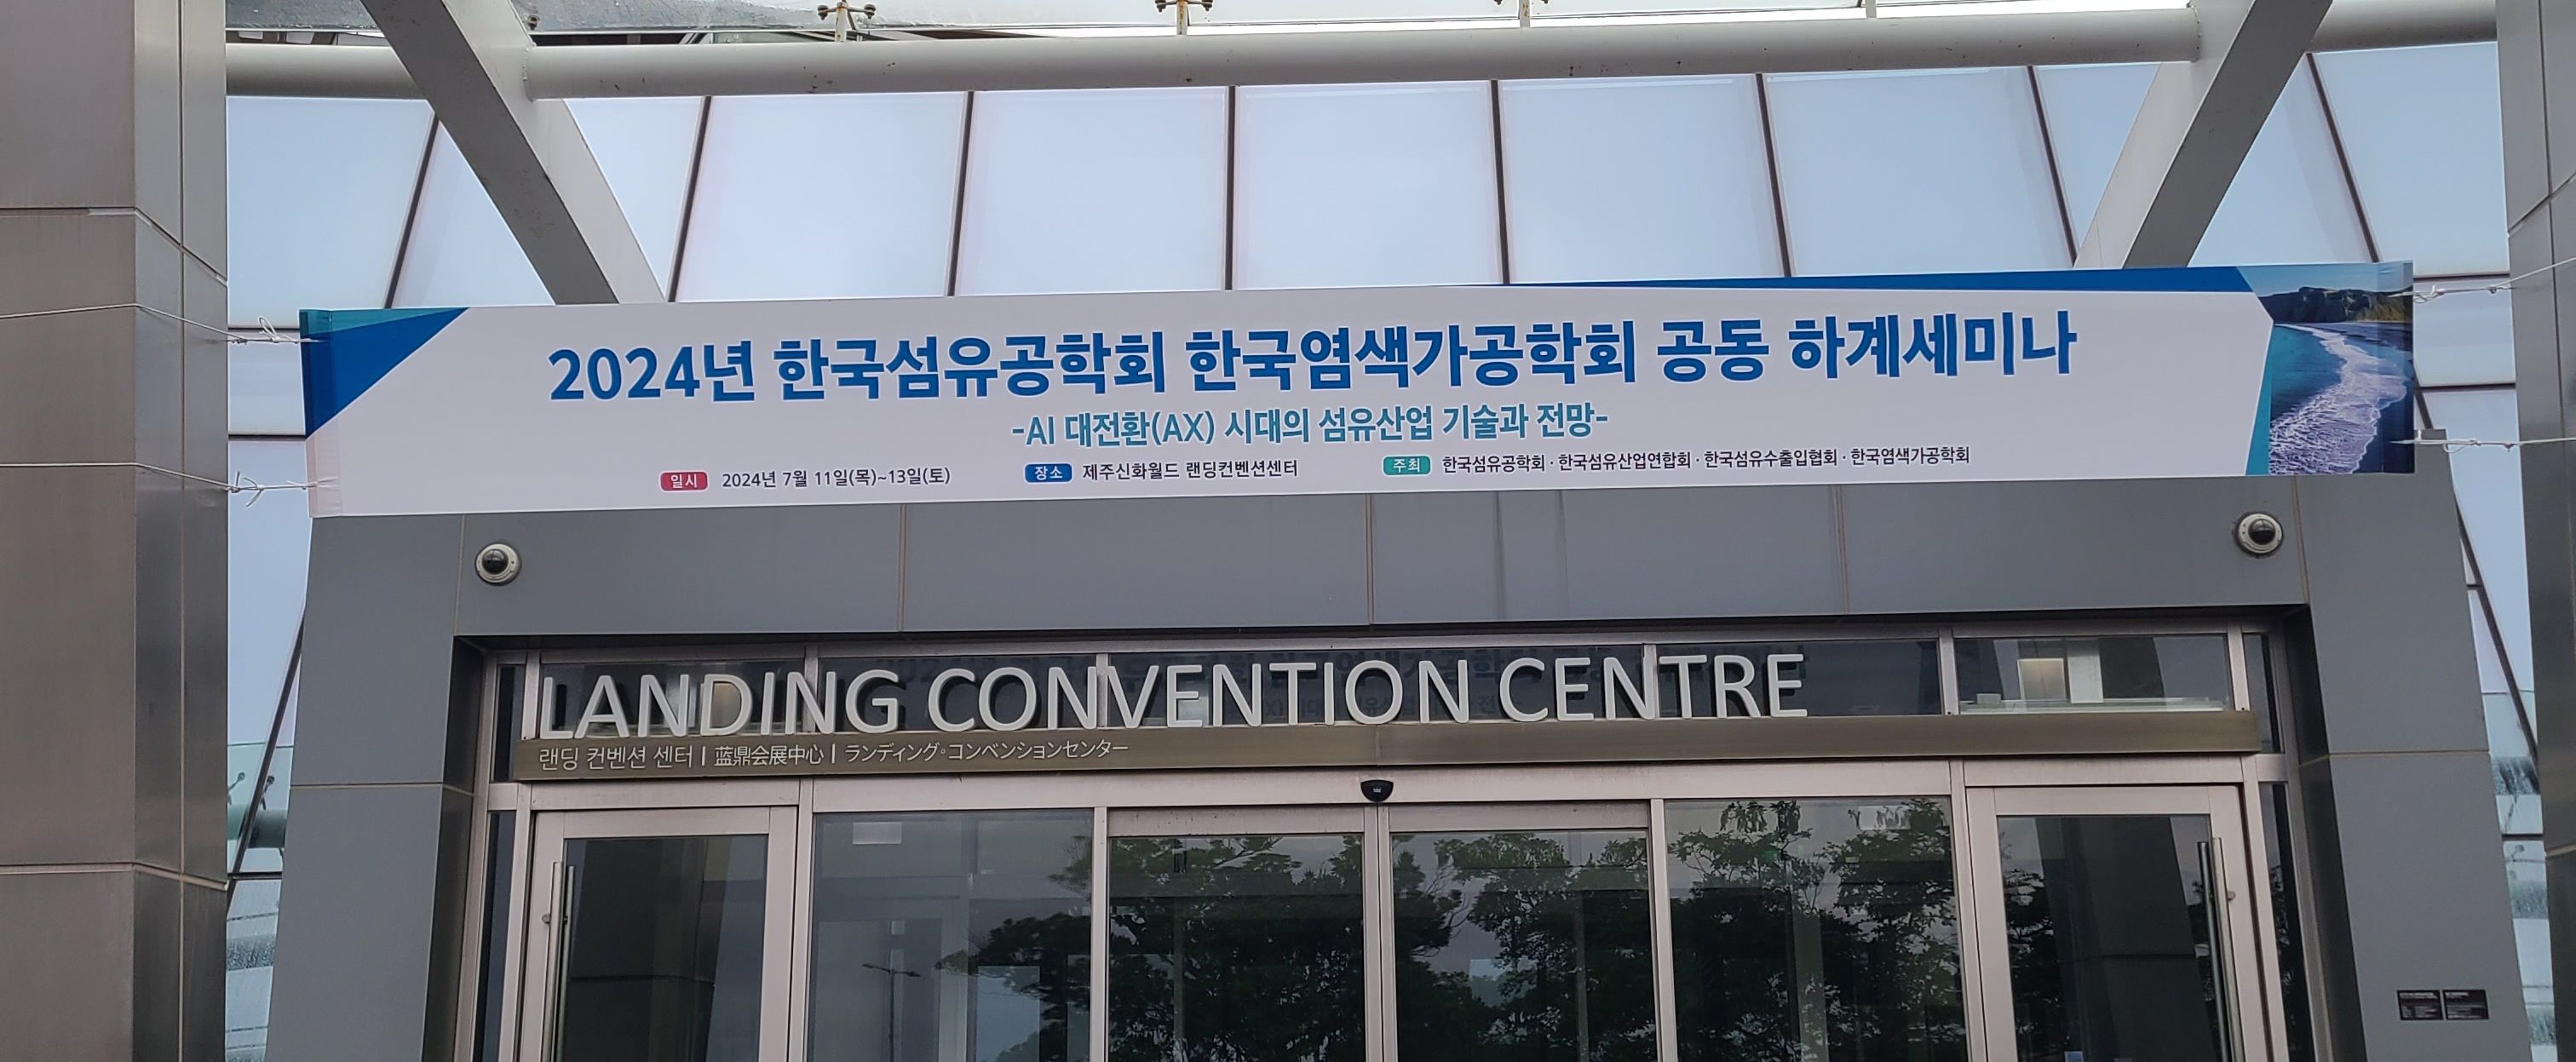 2024년 한국섬유공학회 한국염색가공학회 공동 하계세미나
-AI 대전환(AX) 시대의 섬유산업 기술과 전망-
일시 2024년 7월 11일(목)~13일(토) 장소 제주신화월드 랜딩컨벤션센터 주최 한국섬유공학회 · 한국섬유산업연합회 · 한국섬유수출입협회 · 한국염색가공학회
LANDING CONVENTION CENTRE
랜딩 컨벤션 센터 | 蓝鼎会展中心 | ランディング・コンベンションセンター